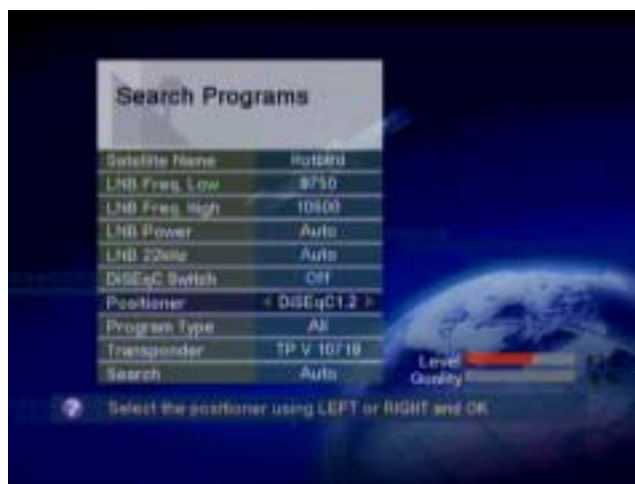 Search Programs
Satellite Name Hotbird
LNB Freq. Low 9750
LNB Freq. High 10600
LNB Power Auto
LNB 22kHz Auto
DiSEqC Switch Off
Positioner DiSEqC1.2
Program Type All
Transponder TP V 10719
Search Auto
Level
Quality
Select the positioner using LEFT or RIGHT and OK